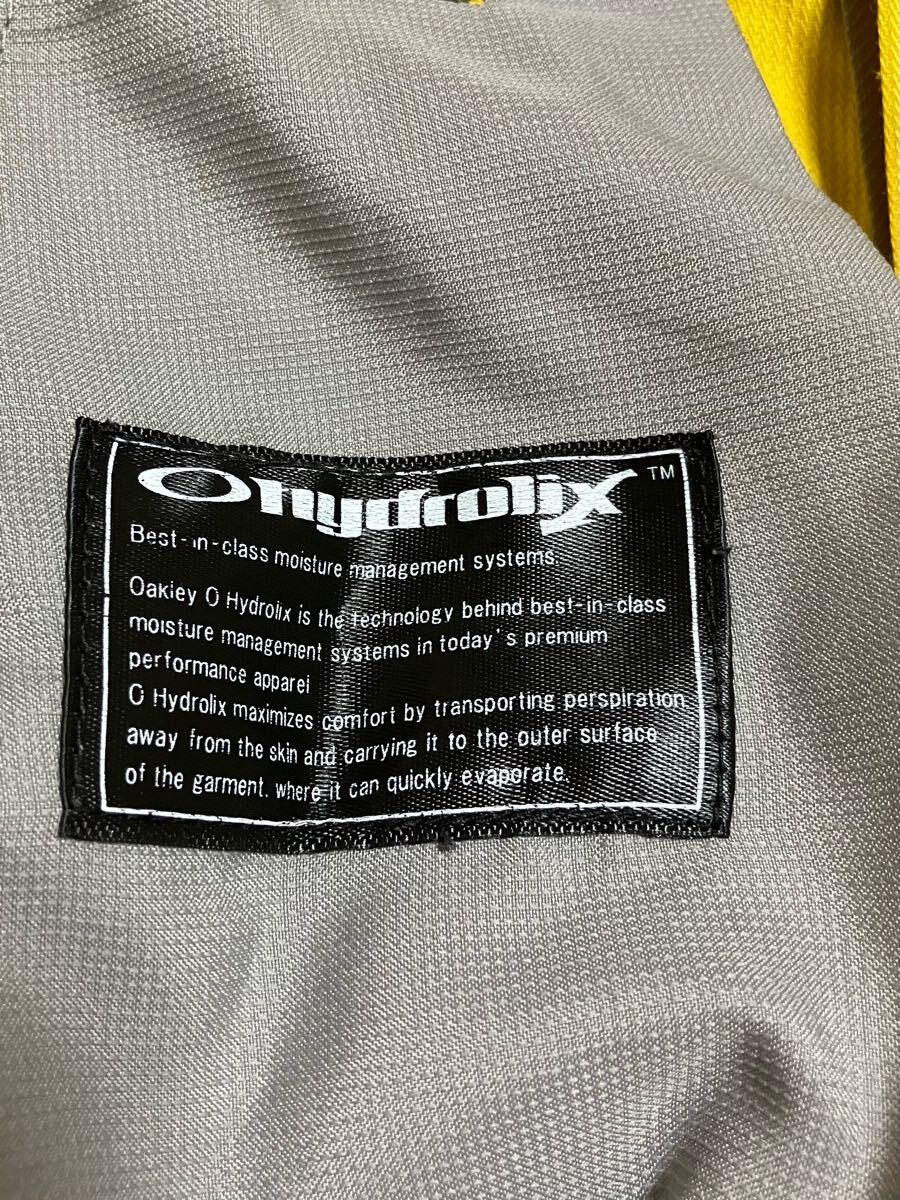 O hydrolix™
Best-in-class moisture management systems.
Oakley O Hydrolix is the technology behind best-in-class
moisture management systems in today's premium
performance apparel
O Hydrolix maximizes comfort by transporting perspiration
away from the skin and carrying it to the outer surface
of the garment. where it can quickly evaporate.